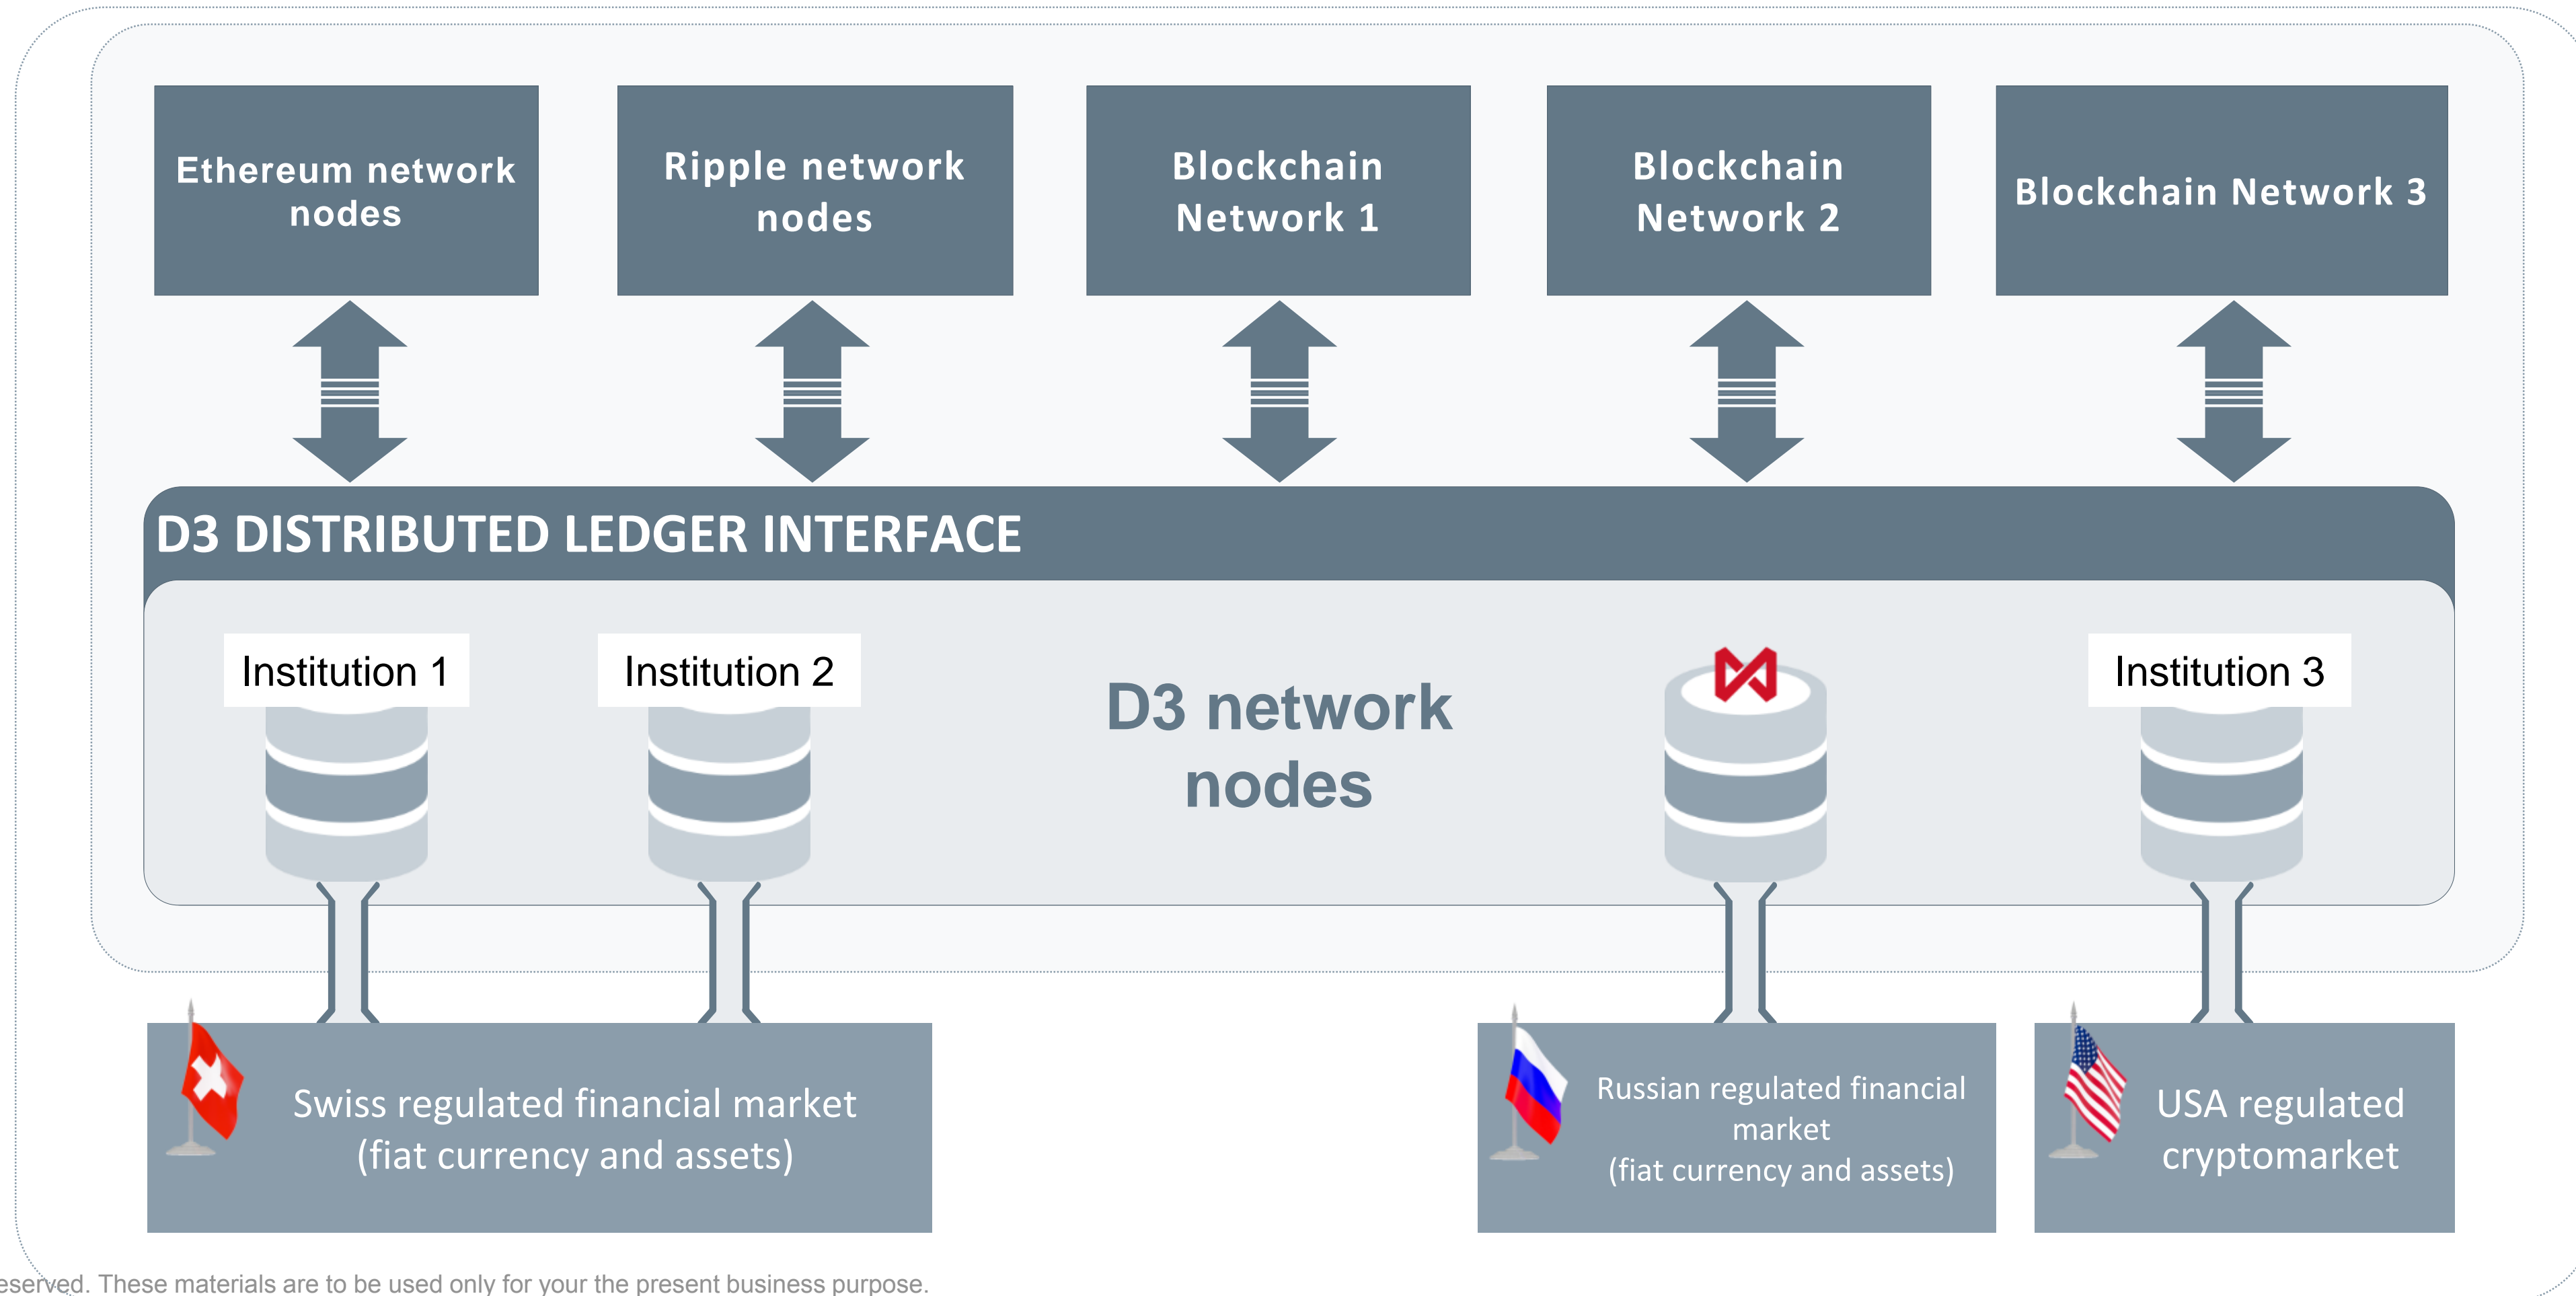 Ethereum network
nodes
Ripple network
nodes
Blockchain
Network 1
Blockchain
Network 2
Blockchain Network 3
D3 DISTRIBUTED LEDGER INTERFACE
Institution 1
Institution 2
D3 network
nodes
Institution 3
Swiss regulated financial market
(fiat currency and assets)
Russian regulated financial
market
(fiat currency and assets)
USA regulated
cryptomarket
eserved. These materials are to be used only for your the present business purpose.